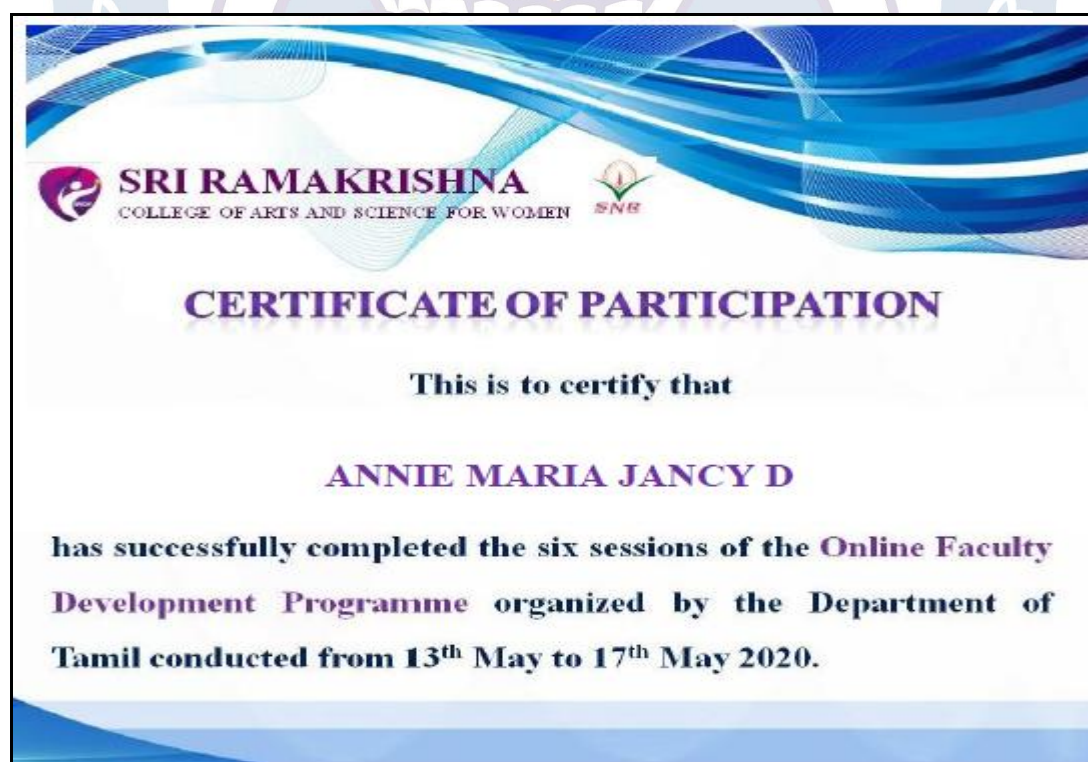 SRI RAMAKRISHNA
COLLEGE OF ARTS AND SCIENCE FOR WOMEN
SNR
CERTIFICATE OF PARTICIPATION
This is to certify that
ANNIE MARIA JANCY D
has successfully completed the six sessions of the Online Faculty
Development Programme organized by the Department of
Tamil conducted from 13th May to 17th May 2020.